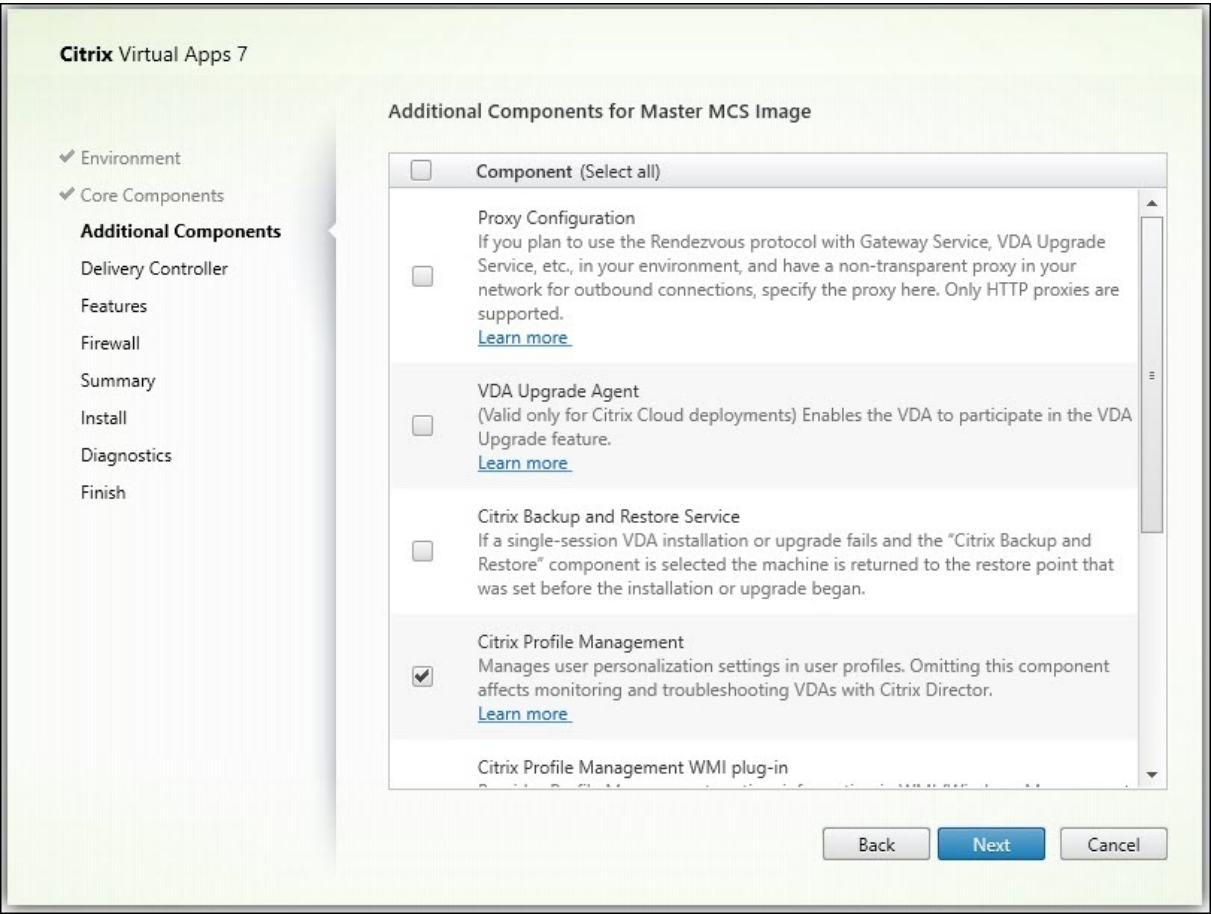 Citrix Virtual Apps 7
Environment
Core Components
Additional Components
Delivery Controller
Features
Firewall
Summary
Install
Diagnostics
Finish
Additional Components for Master MCS Image
Component (Select all)
Proxy Configuration
If you plan to use the Rendezvous protocol with Gateway Service, VDA Upgrade
Service, etc., in your environment, and have a non-transparent proxy in your
network for outbound connections, specify the proxy here. Only HTTP proxies are
supported.
Learn more
VDA Upgrade Agent
(Valid only for Citrix Cloud deployments) Enables the VDA to participate in the VDA
Upgrade feature.
Learn more
Citrix Backup and Restore Service
If a single-session VDA installation or upgrade fails and the “Citrix Backup and
Restore” component is selected the machine is returned to the restore point that
was set before the installation or upgrade began.
Citrix Profile Management
Manages user personalization settings in user profiles. Omitting this component
affects monitoring and troubleshooting VDAs with Citrix Director.
Learn more
Citrix Profile Management WMI plug-in
Back
Next
Cancel